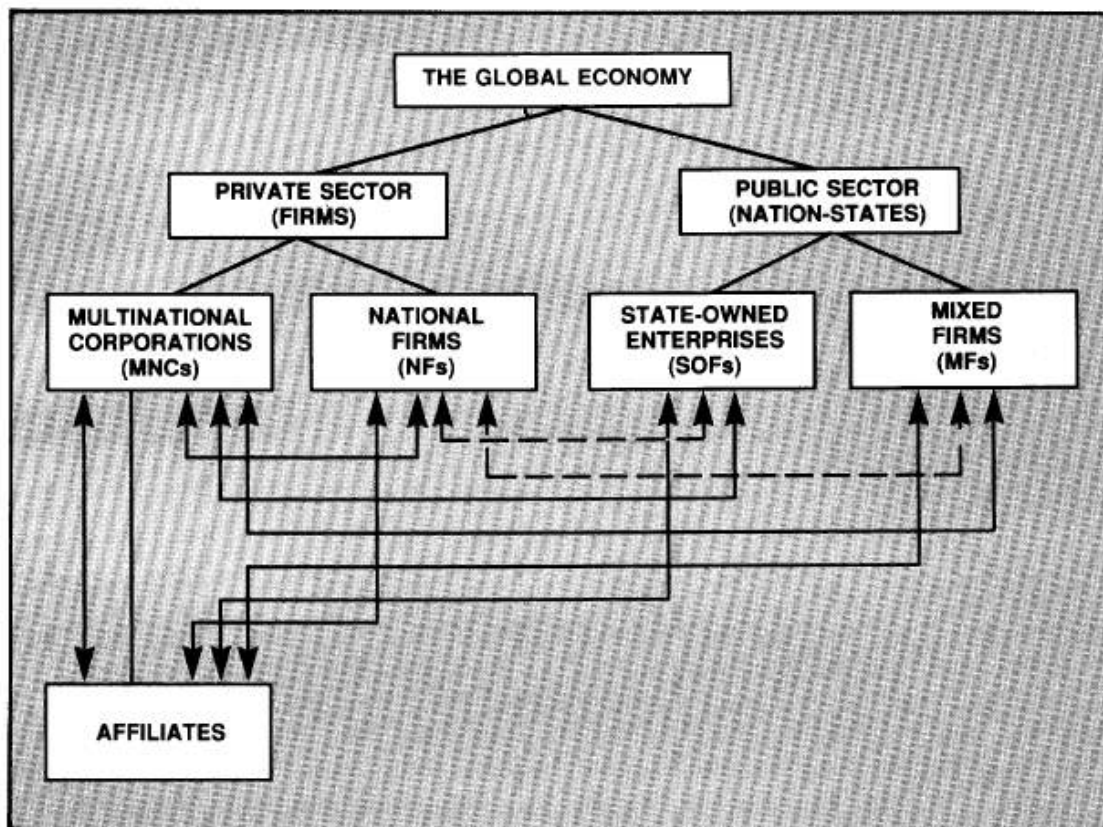 THE GLOBAL ECONOMY
PRIVATE SECTOR
(FIRMS)
PUBLIC SECTOR
(NATION-STATES)
MULTINATIONAL
CORPORATIONS
(MNCs)
NATIONAL
FIRMS
(NFs)
STATE-OWNED
ENTERPRISES
(SOFs)
MIXED
FIRMS
(MFs)
AFFILIATES